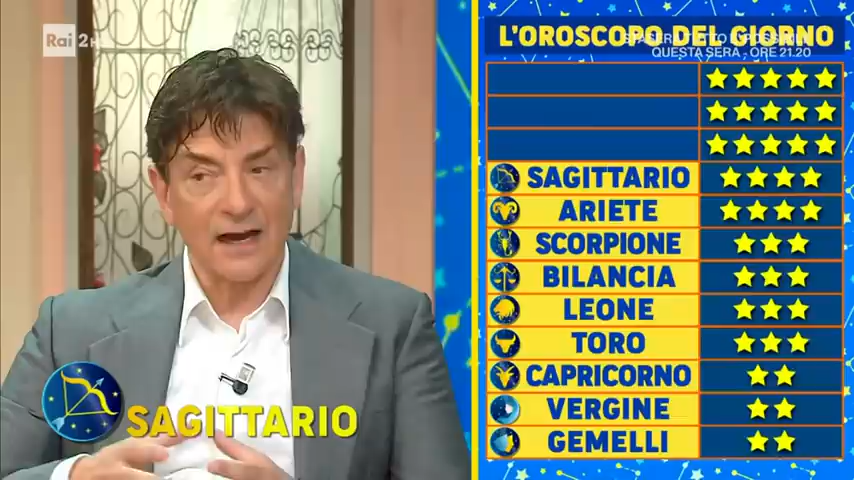 Rai 2 H
L'OROSCOPO DEL GIORNO
QUESTA SERA, ORE 21.20
SAGITTARIO
ARIETE
SCORPIONE
BILANCIA
LEONE
TORO
CAPRICORNO
VERGINE
GEMELLI
SAGITTARIO